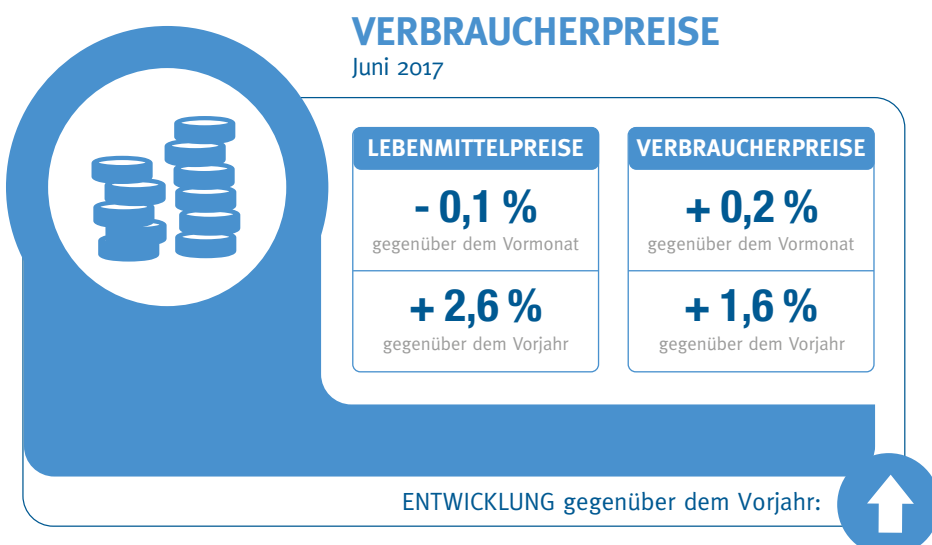 VERBRAUCHERPREISE
Juni 2017
LEBENMITTELPREISE
- 0,1 %
gegenüber dem Vormonat
+ 2,6 %
gegenüber dem Vorjahr
VERBRAUCHERPREISE
+ 0,2 %
gegenüber dem Vormonat
+ 1,6 %
gegenüber dem Vorjahr
ENTWICKLUNG gegenüber dem Vorjahr: